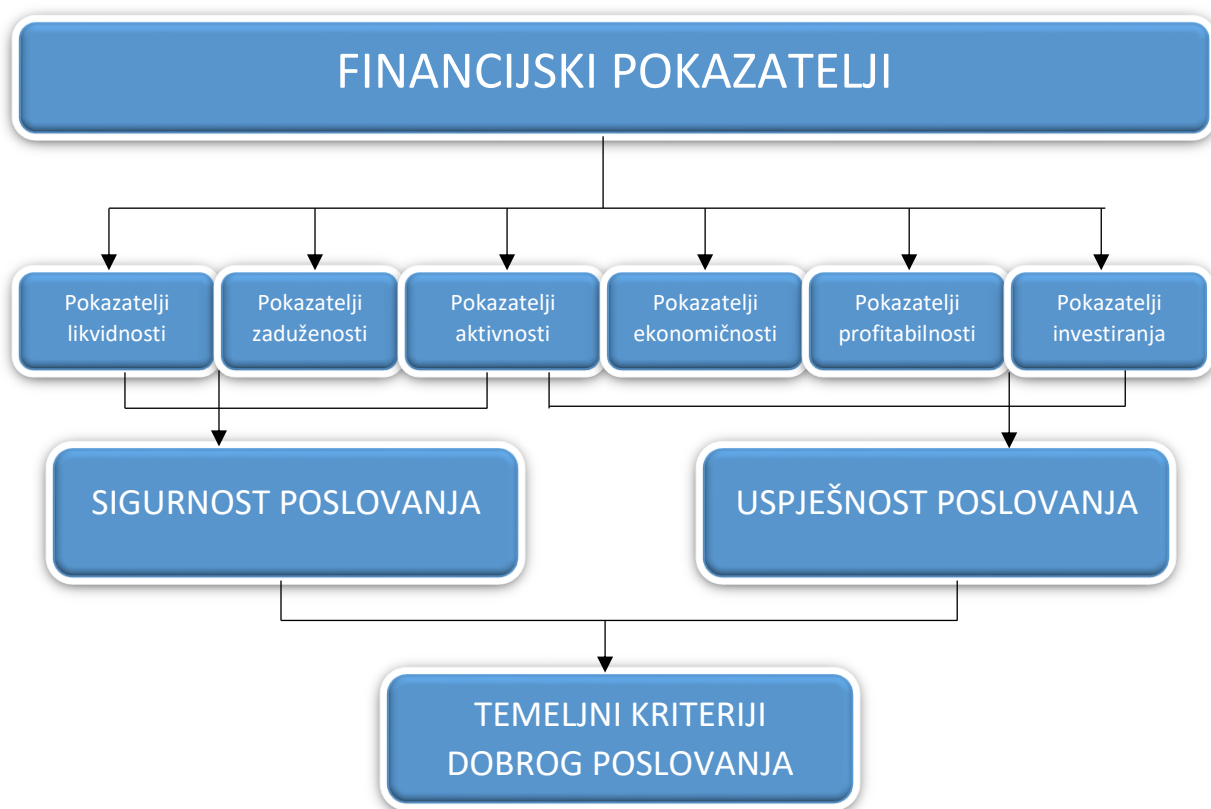 FINANCIJSKI POKAZATELJI
Pokazatelji
likvidnosti
Pokazatelji
zaduženosti
Pokazatelji
aktivnosti
Pokazatelji
ekonomičnosti
Pokazatelji
profitabilnosti
Pokazatelji
investiranja
SIGURNOST POSLOVANJA
USPJEŠNOST POSLOVANJA
TEMELJNI KRITERIJI
DOBROG POSLOVANJA